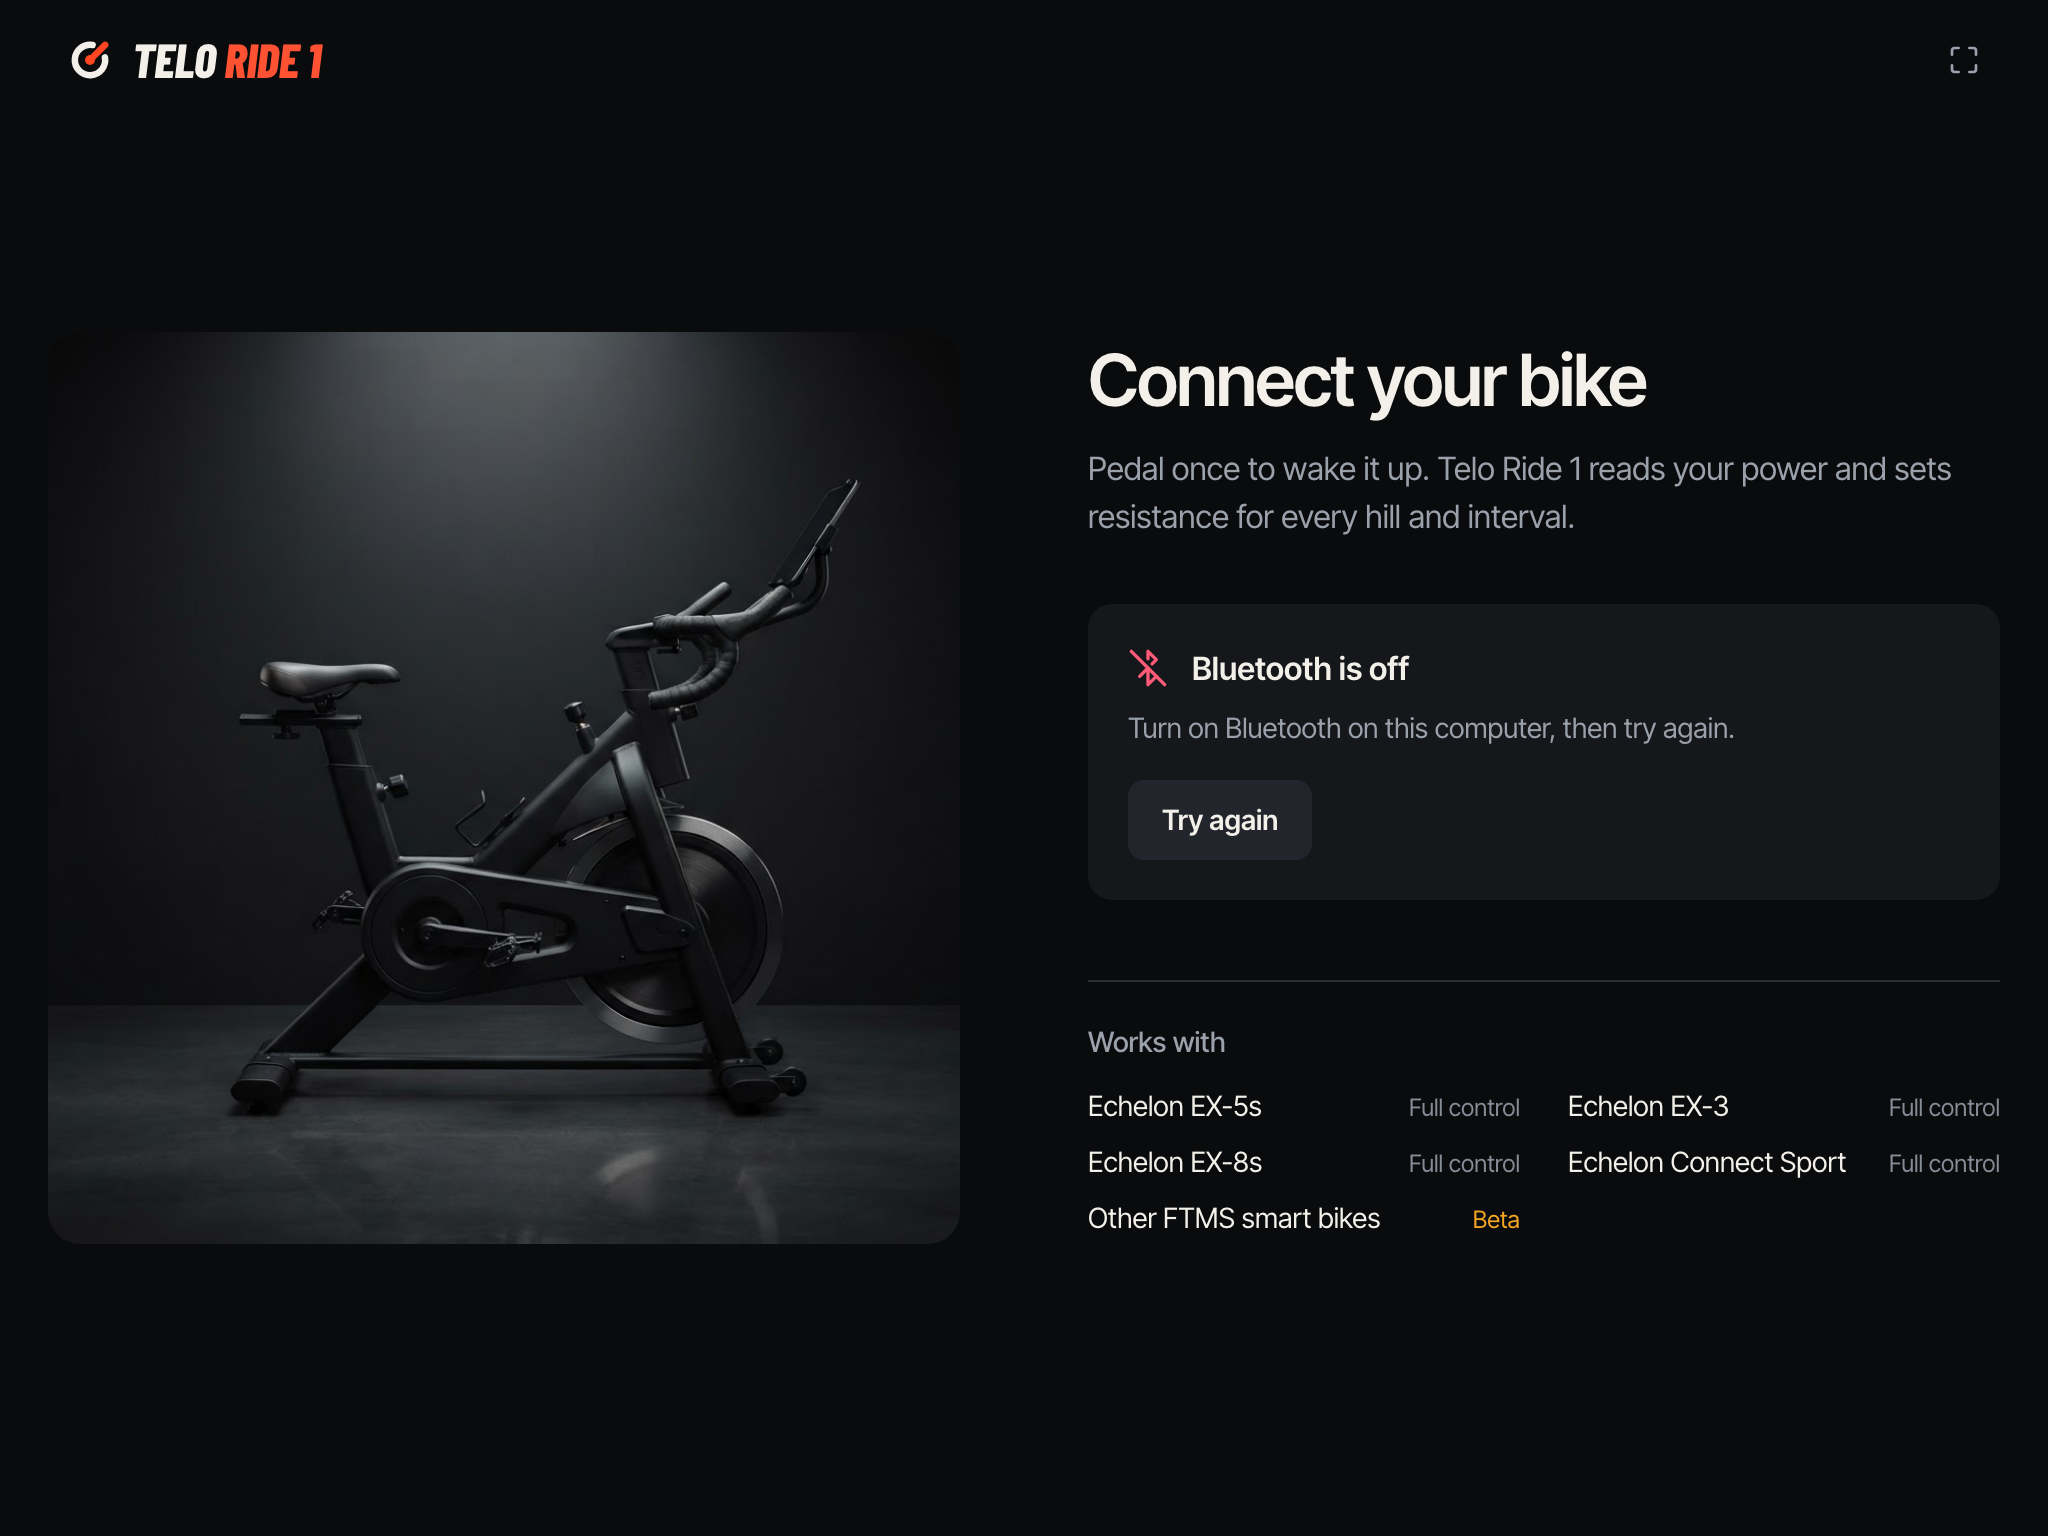 TELO RIDE 1
Connect your bike
Pedal once to wake it up. Telo Ride 1 reads your power and sets
resistance for every hill and interval.
Bluetooth is off
Turn on Bluetooth on this computer, then try again.
Try again
Works with
Echelon EX-5s Full control
Echelon EX-3 Full control
Echelon EX-8s Full control
Echelon Connect Sport Full control
Other FTMS smart bikes Beta